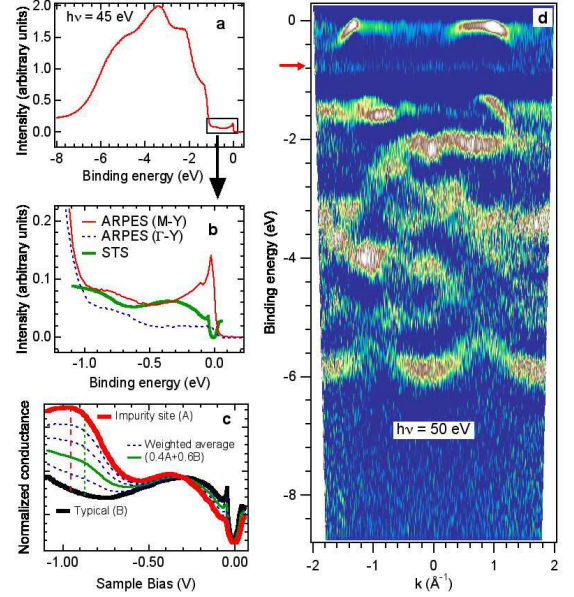 a
hν = 45 eV
Intensity (arbitrary units)
2.0
1.5
1.0
0.5
0.0
-8
-6
-4
-2
0
Binding energy (eV)
b
ARPES (M-Y)
ARPES (Γ-Y)
STS
Intensity (arbitrary units)
0.2
0.1
0.0
-1.0
-0.5
0.0
Binding energy (eV)
c
Impurity site (A)
Weighted average
(0.4A+0.6B)
Typical (B)
Normalized conductance
-1.00
-0.50
0.00
Sample Bias (V)
d
Binding energy (eV)
0
-2
-4
-6
-8
hν = 50 eV
-2
-1
0
1
2
k (Å⁻¹)